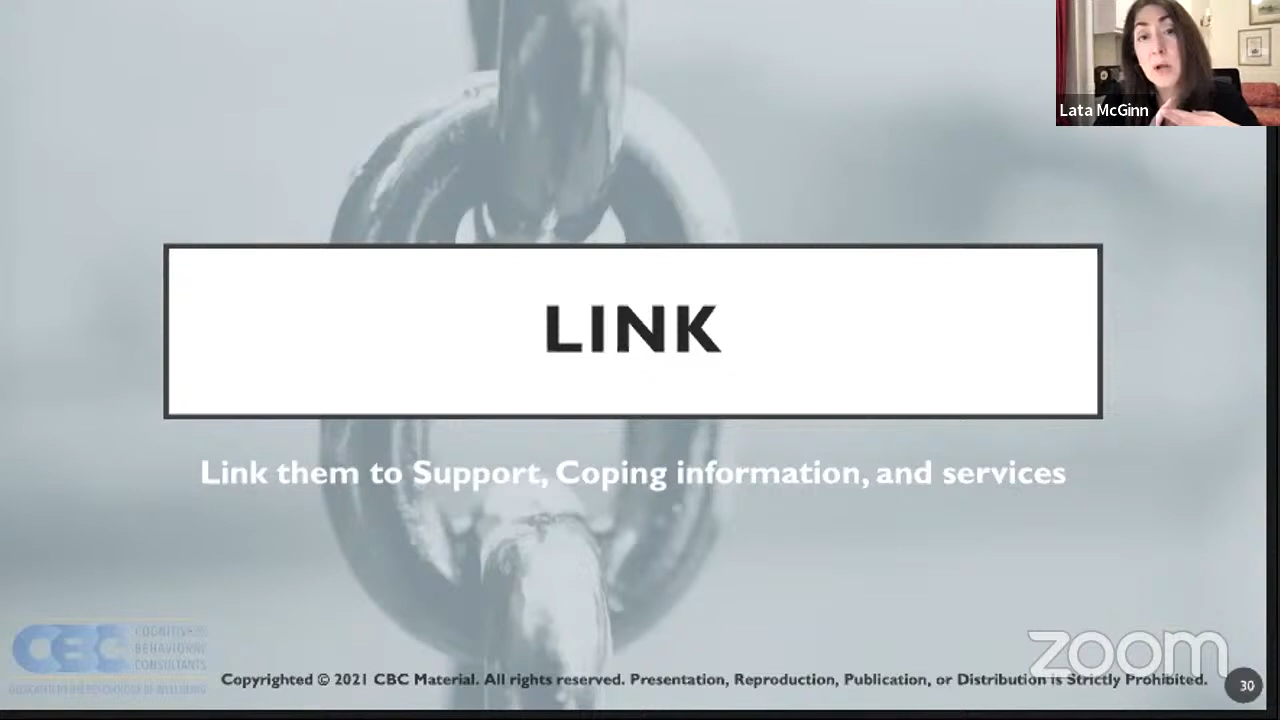 Lata McGinn
LINK
Link them to Support, Coping information, and services
CBC
COGNITIVE
BEHAVIORAL
CONSULTANTS
Copyrighted © 2021 CBC Material. All rights reserved. Presentation, Reproduction, Publication, or Distribution is Strictly Prohibited.
zoom
30